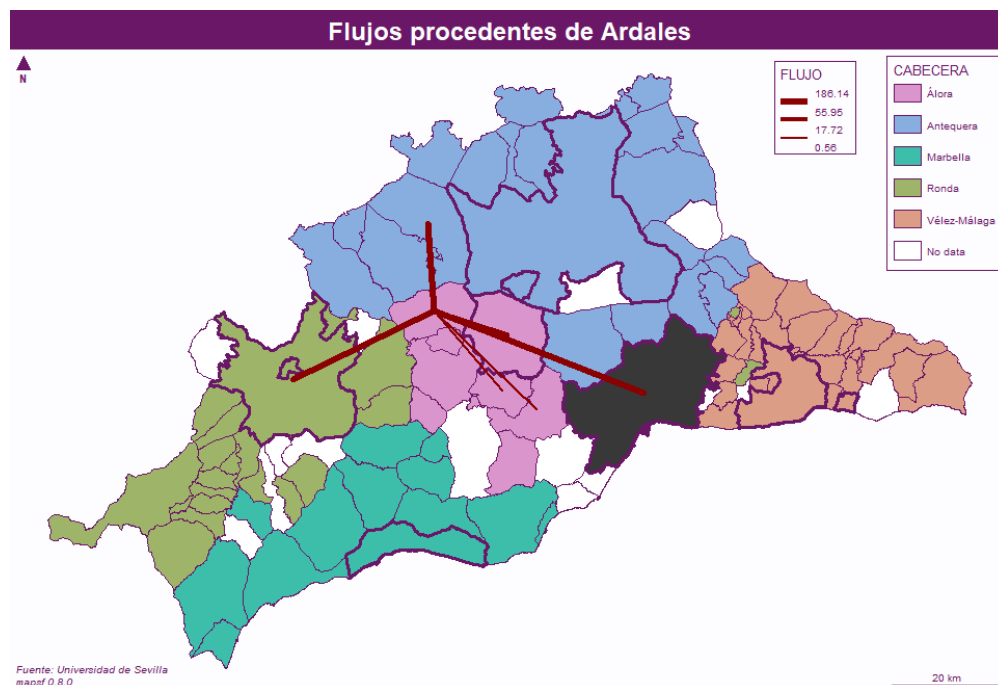 Flujos procedentes de Ardales
N
FLUJO
186.14
55.95
17.72
0.56
CABECERA
Álora
Antequera
Marbella
Ronda
Vélez-Málaga
No data
Fuente: Universidad de Sevilla
mapsf 0.8.0
20 km